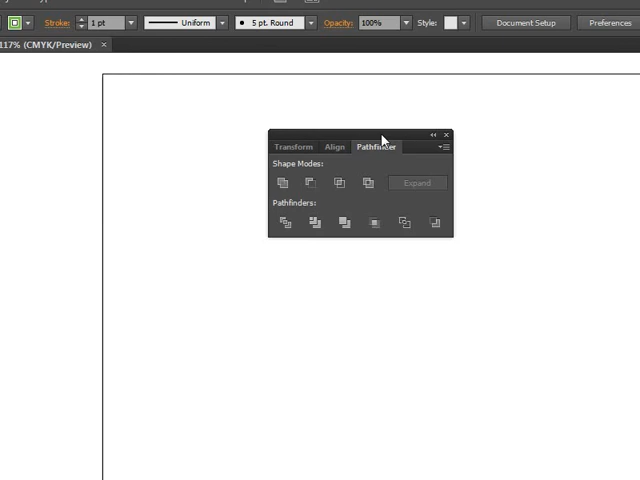 Stroke: 1 pt Uniform 5 pt. Round Opacity: 100% Style: Document Setup Preferences
117% (CMYK/Preview) ×
Transform Align Pathfinder
Shape Modes:
Expand
Pathfinders: